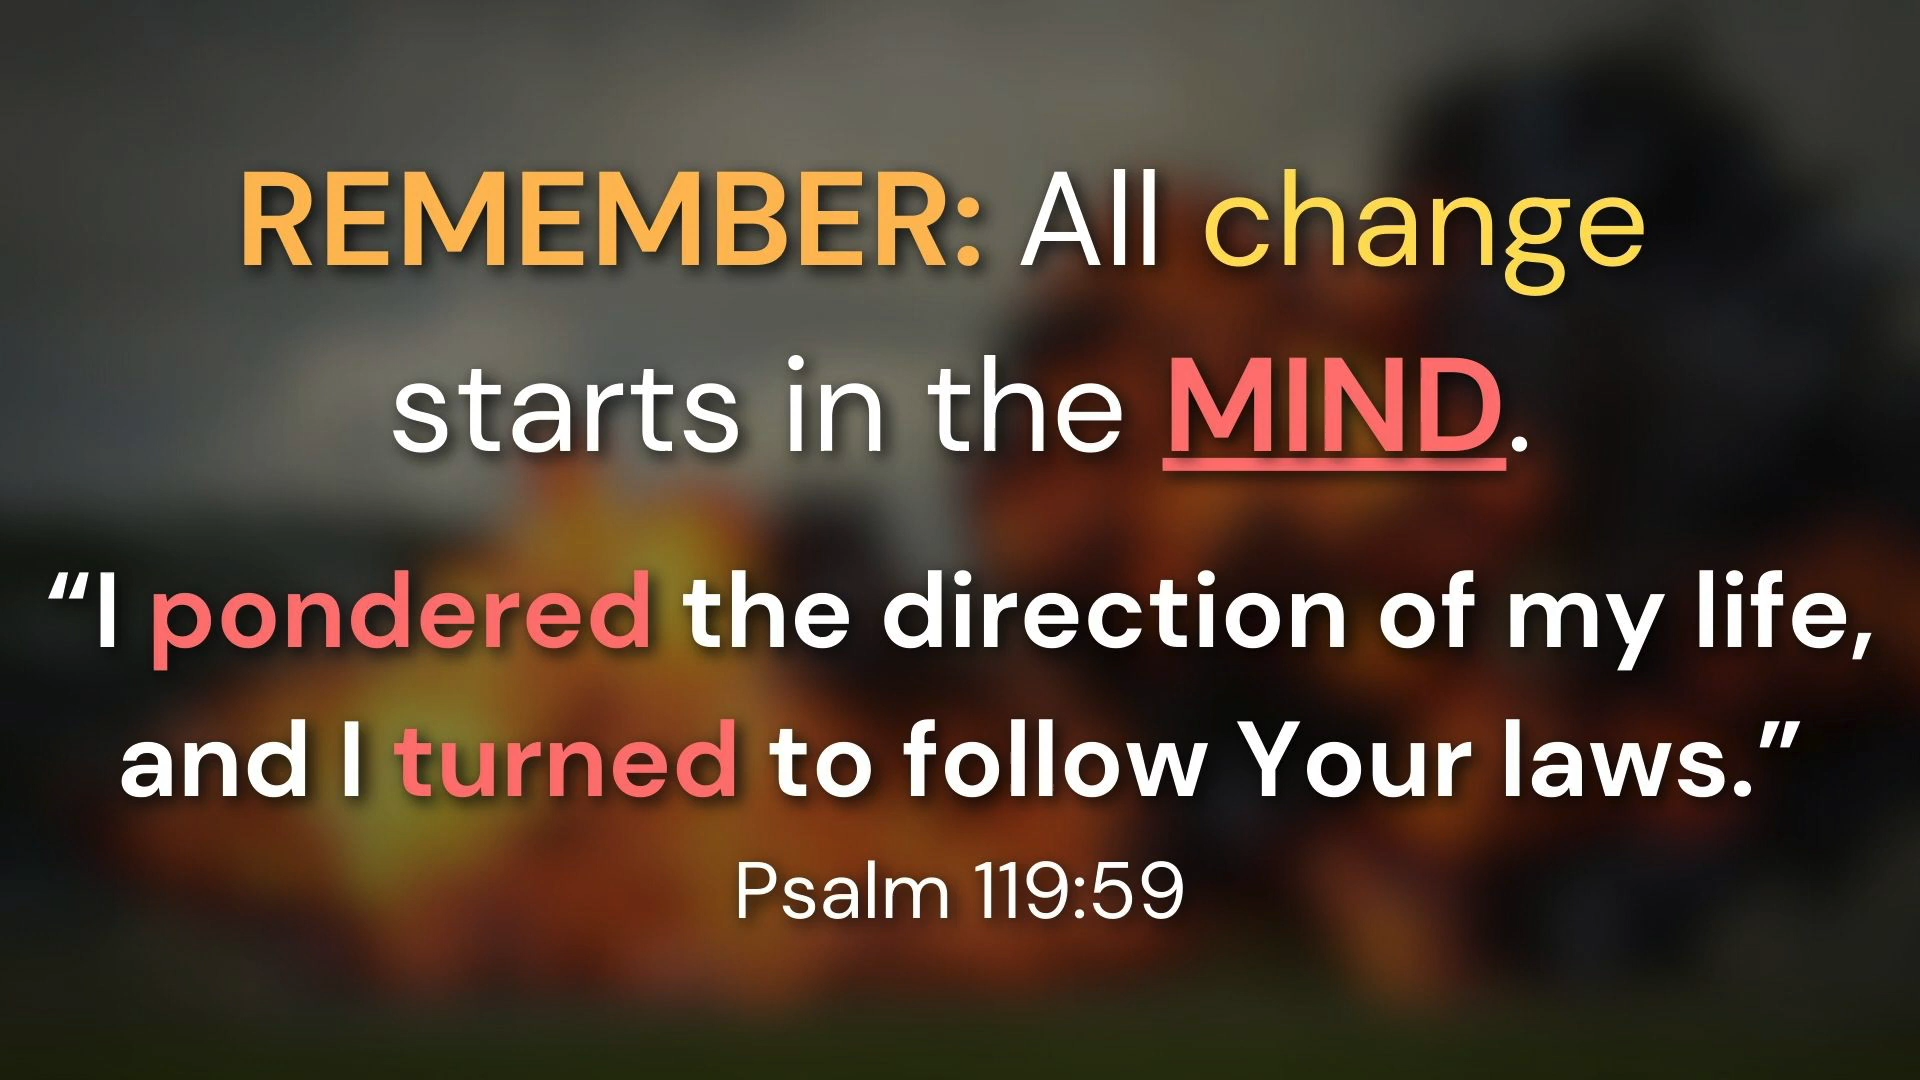 REMEMBER: All change
starts in the MIND.
“I pondered the direction of my life,
and I turned to follow Your laws.”
Psalm 119:59